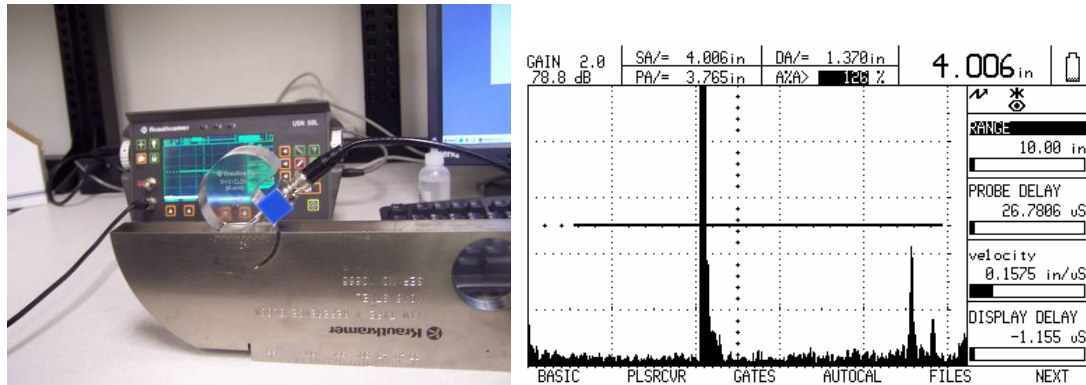 Krautkramer
USN 58L
Krautkramer
GAIN 2.0
78.8 dB
SA/= 4.006in
PA/= 3.765in
DA/= 1.370in
A%A> 126 %
4.006in
RANGE
10.00 in
PROBE DELAY
26.7806 uS
velocity
0.1575 in/uS
DISPLAY DELAY
-1.155 uS
BASIC PLSRCVR GATES AUTOCAL FILES NEXT